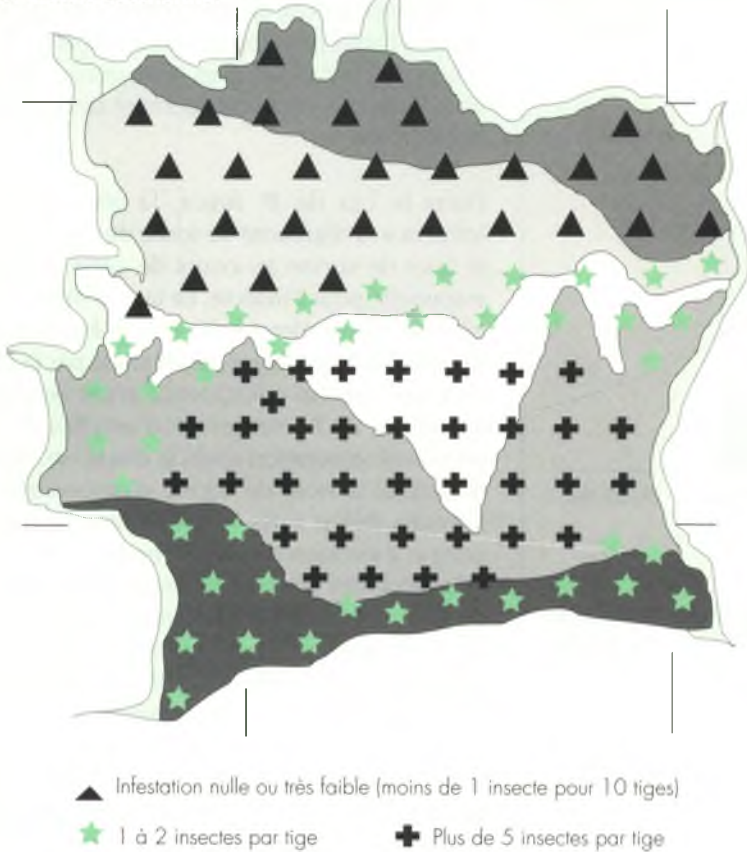 Infestation nulle ou très faible (moins de 1 insecte pour 10 tiges)
1 à 2 insectes par tige
Plus de 5 insectes par tige